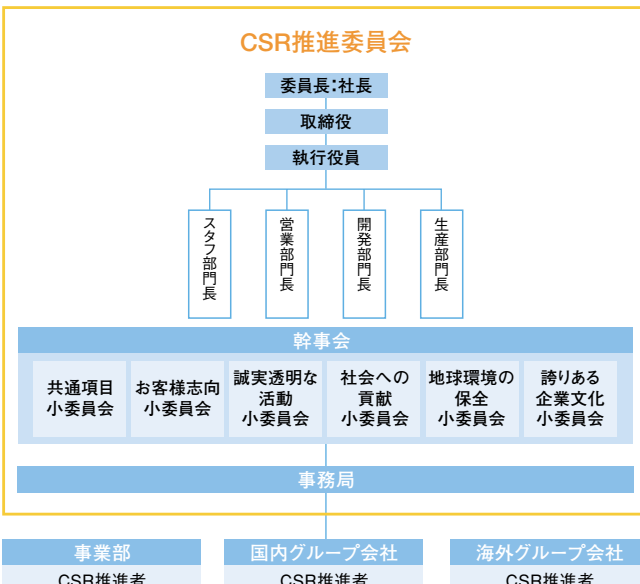 CSR推進委員会
委員長:社長
取締役
執行役員
スタフ部門長
営業部門長
開発部門長
生産部門長
幹事会
共通項目
小委員会
お客様志向
小委員会
誠実透明な
活動
小委員会
社会への
貢献
小委員会
地球環境の
保全
小委員会
誇りある
企業文化
小委員会
事務局
事業部
CSR推進者
国内グループ会社
CSR推進者
海外グループ会社
CSR推進者